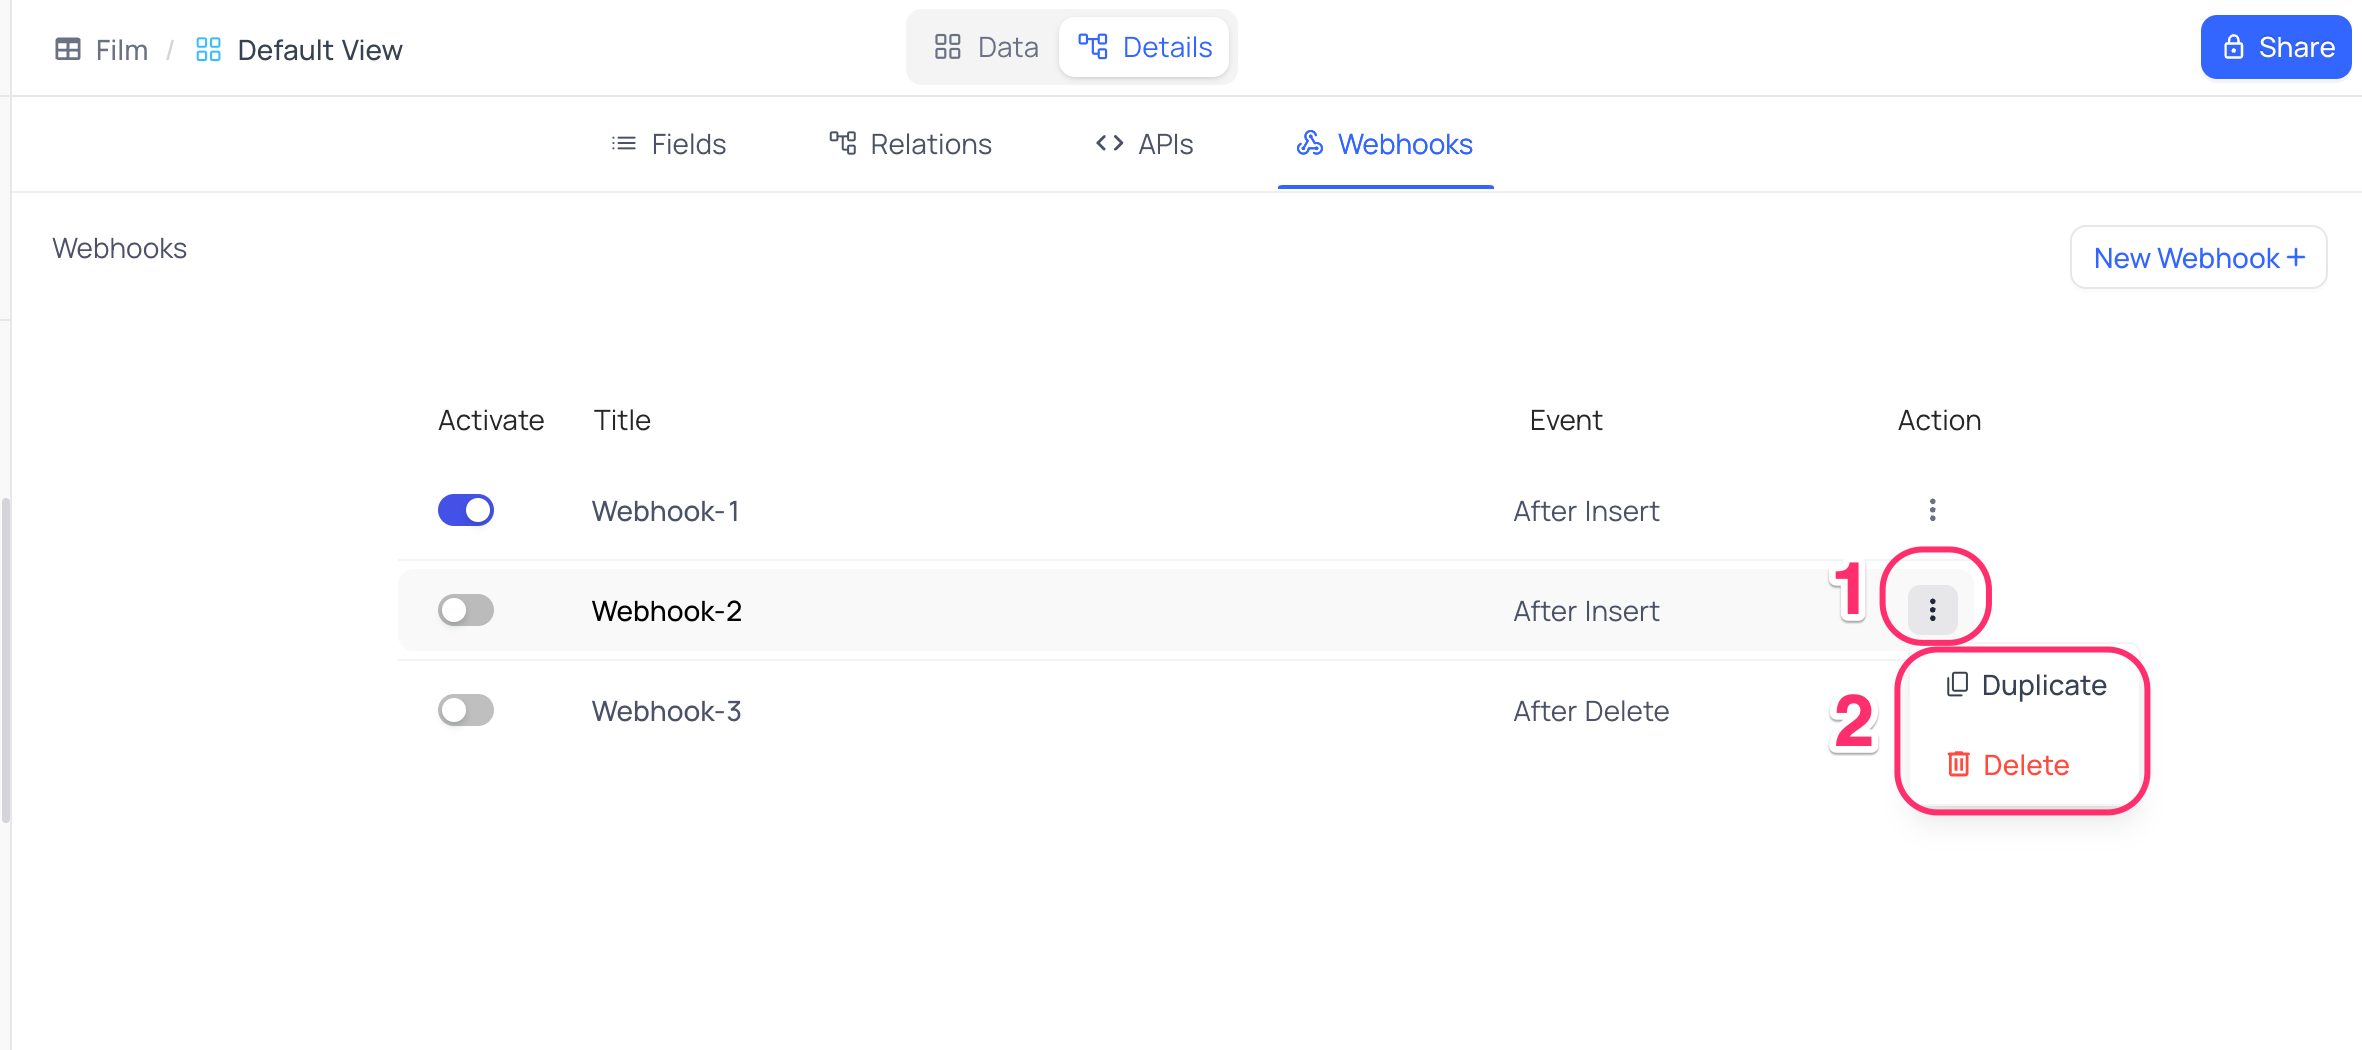 Film / Default View
Data
Details
Share
Fields
Relations
APIs
Webhooks
Webhooks
New Webhook +
Activate Title Event Action
Webhook-1 After Insert
1
Webhook-2 After Insert
Duplicate
2
Webhook-3 After Delete
Delete